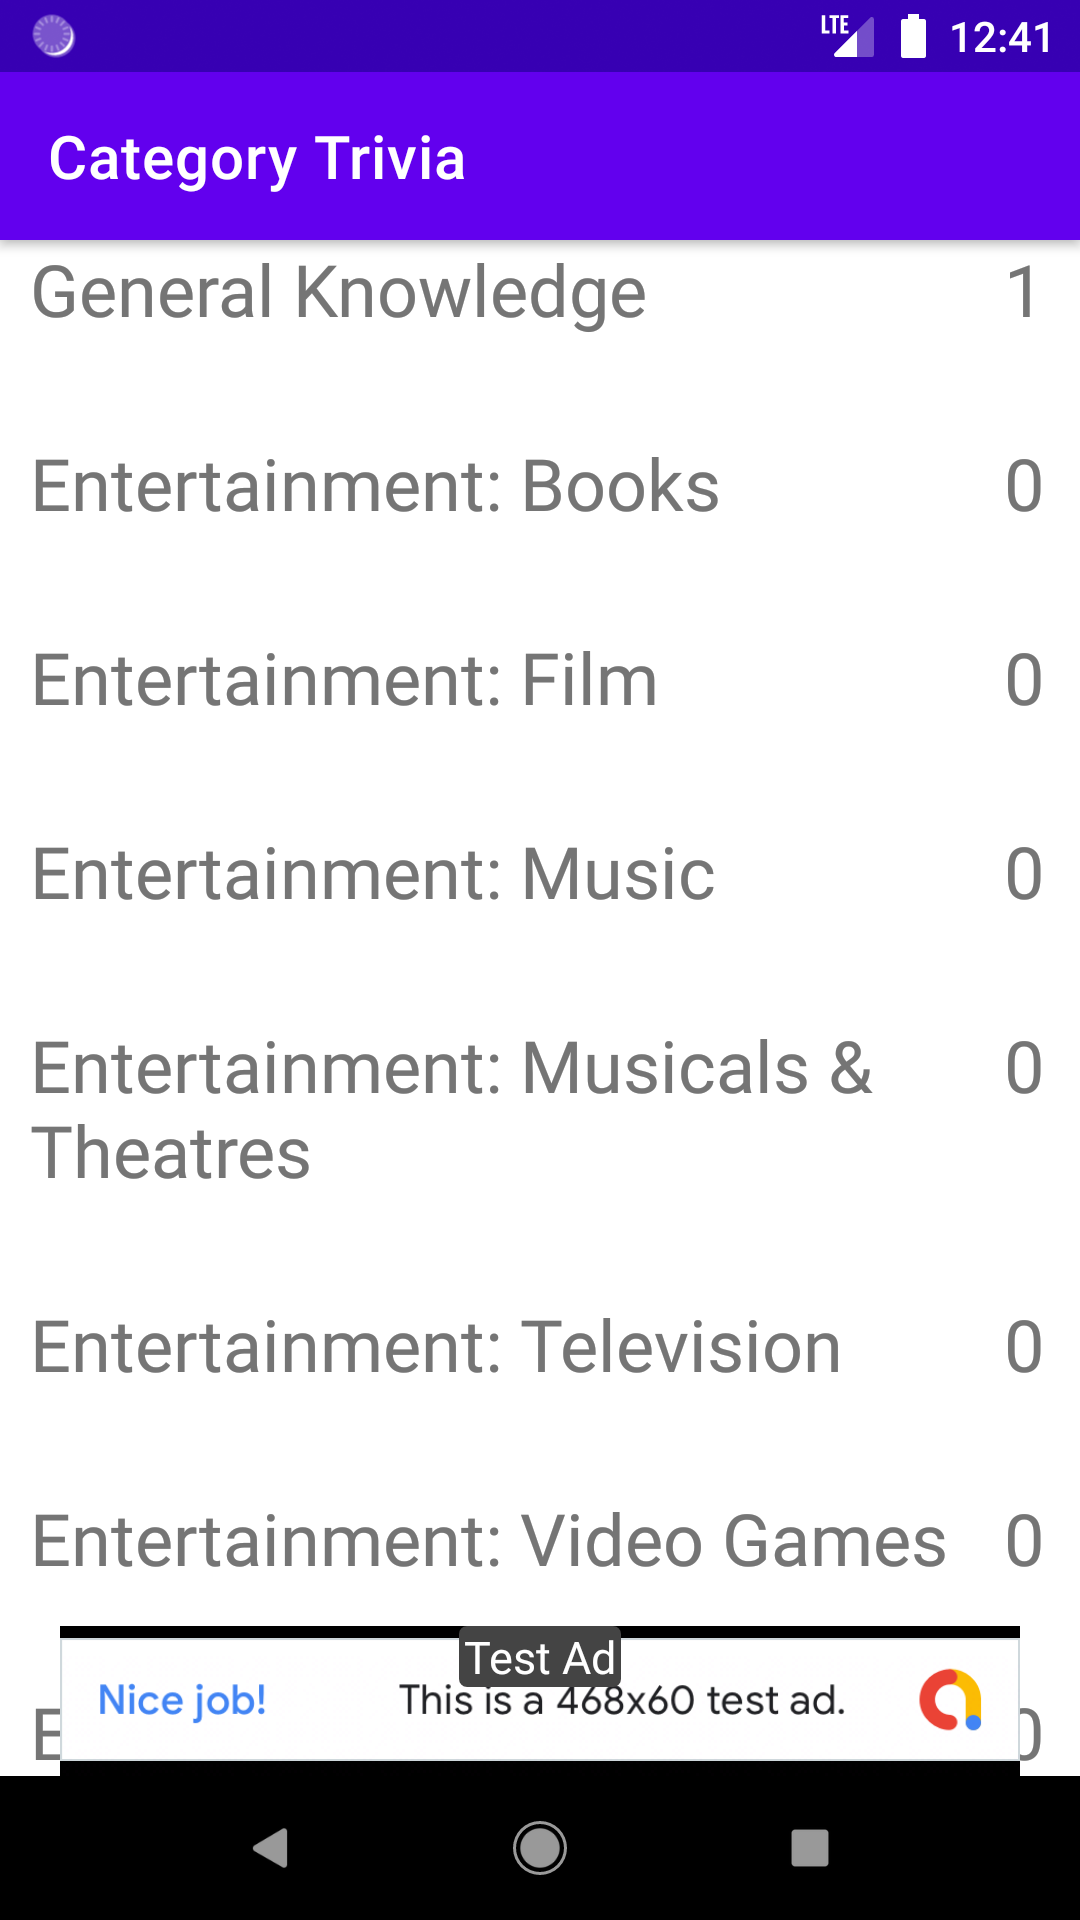 LTE 12:41
Category Trivia
General Knowledge 1
Entertainment: Books 0
Entertainment: Film 0
Entertainment: Music 0
Entertainment: Musicals & 0
Theatres
Entertainment: Television 0
Entertainment: Video Games 0
Test Ad
Nice job! This is a 468x60 test ad.
E 0